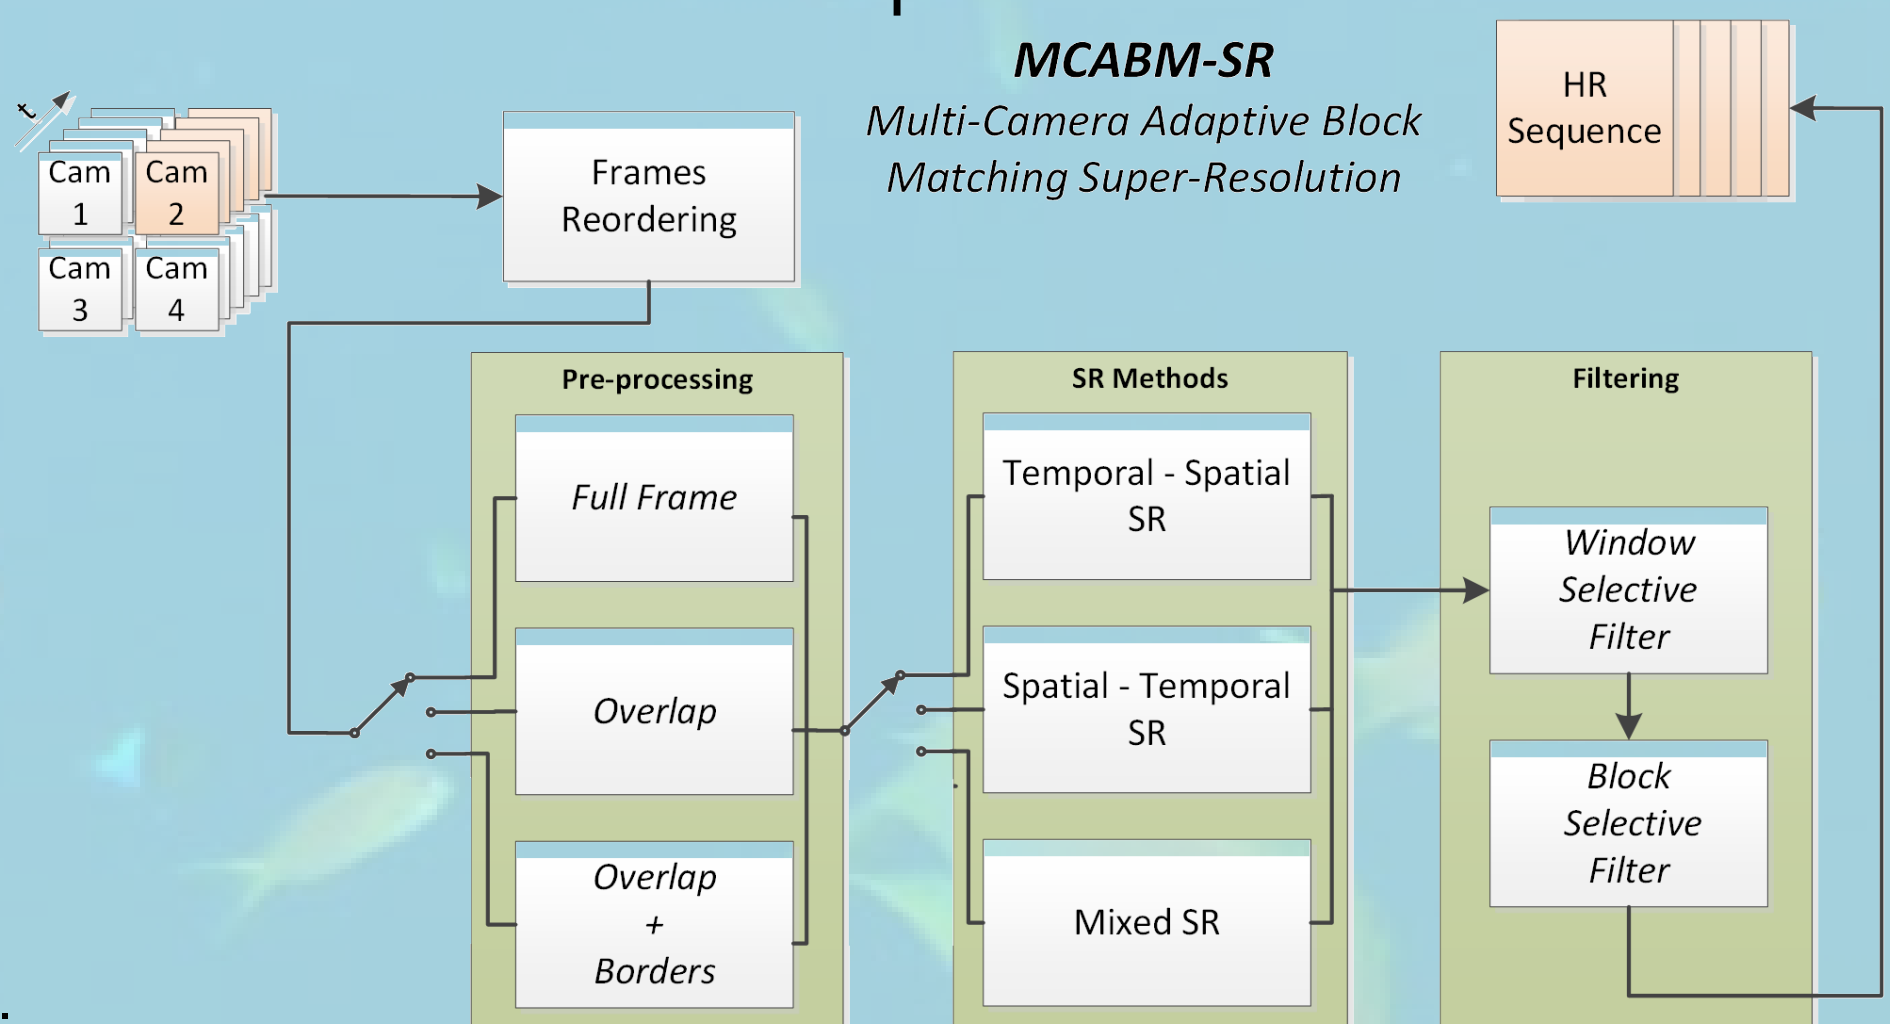 MCABM-SR
Multi-Camera Adaptive Block
Matching Super-Resolution
HR
Sequence
t
Cam
1
Cam
2
Cam
3
Cam
4
Frames
Reordering
Pre-processing
Full Frame
Overlap
Overlap
+
Borders
SR Methods
Temporal - Spatial
SR
Spatial - Temporal
SR
Mixed SR
Filtering
Window
Selective
Filter
Block
Selective
Filter